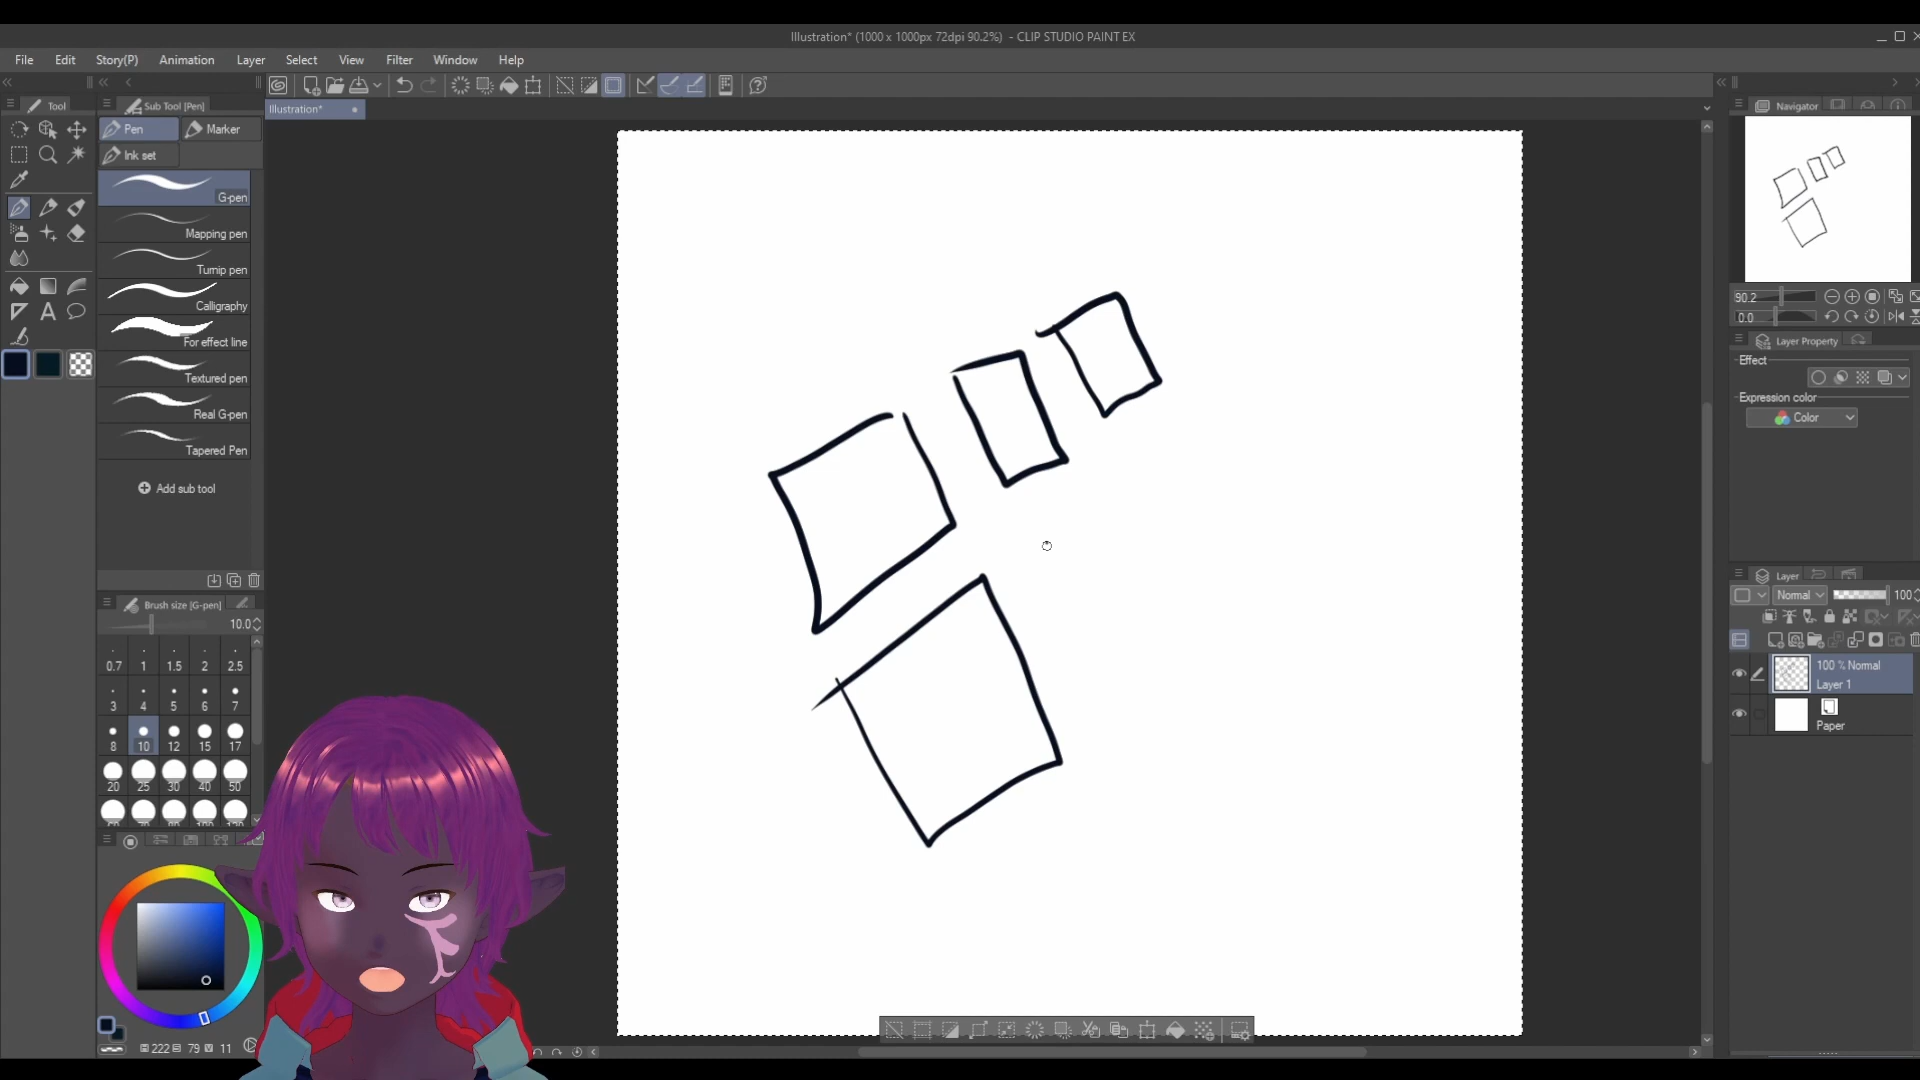 Illustration* (1000 x 1000px 72dpi 90.2%) - CLIP STUDIO PAINT EX
File Edit Story(P) Animation Layer Select View Filter Window Help
Tool
Sub Tool [Pen]
Illustration*
Navigator
Pen
Marker
Ink set
G-pen
Mapping pen
Turnip pen
Calligraphy
For effect line
Textured pen
Real G-pen
Tapered Pen
Add sub tool
Brush size [G-pen]
10.0
0.7 1 1.5 2 2.5
3 4 5 6 7
8 10 12 15 17
20 25 30 40 50
222 79 11
90.2
0.0
Layer Property
Effect
Expression color
Color
Layer
Normal 100
100 % Normal
Layer 1
Paper